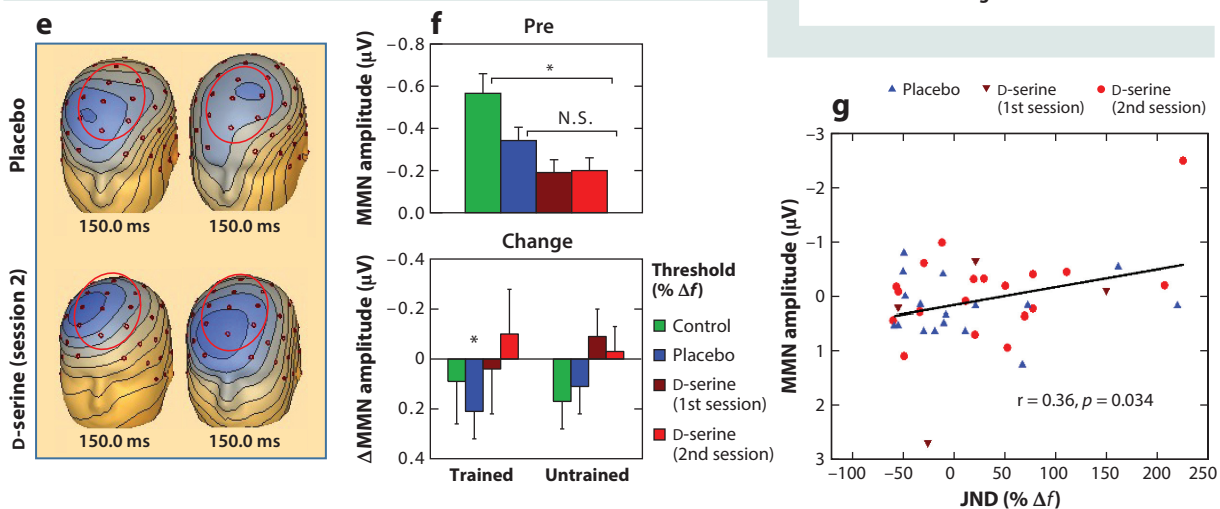 e
Placebo
150.0 ms
150.0 ms
D-serine (session 2)
150.0 ms
150.0 ms
f
Pre
MMN amplitude (μV)
−0.8
−0.6
−0.4
−0.2
0.0
*
N.S.
Change
ΔMMN amplitude (μV)
−0.4
−0.2
0
0.2
0.4
*
Trained
Untrained
Threshold
(% Δf)
Control
Placebo
D-serine
(1st session)
D-serine
(2nd session)
g
Placebo
D-serine
(1st session)
D-serine
(2nd session)
MMN amplitude (μV)
−3
−2
−1
0
1
2
3
r = 0.36, p = 0.034
−100
−50
0
50
100
150
200
250
JND (% Δf)